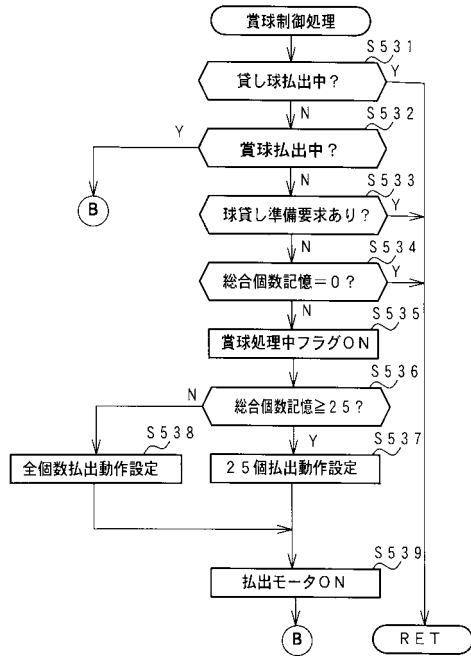 賞球制御処理
S531
貸し球払出中?
Y
N
S532
賞球払出中?
Y
N
B
S533
球貸し準備要求あり?
Y
N
S534
総合個数記憶=0?
Y
N
S535
賞球処理中フラグON
S536
総合個数記憶≧25?
N
Y
S538
全個数払出動作設定
S537
25個払出動作設定
S539
払出モータON
B
RET